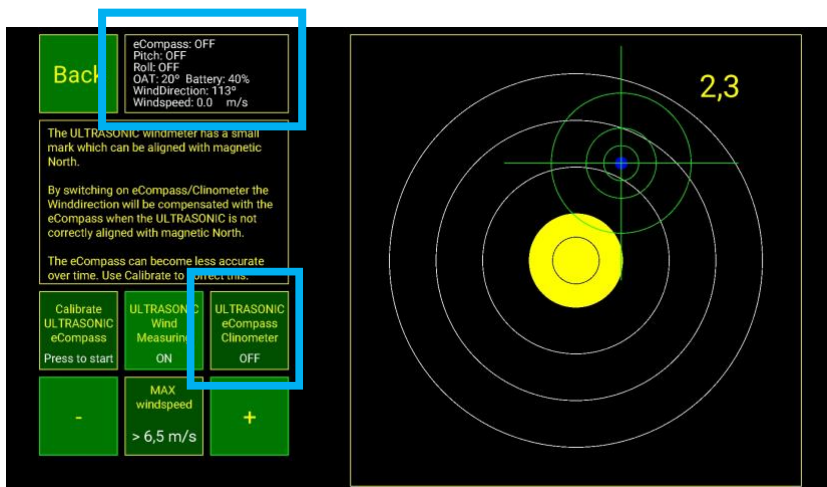 Back
eCompass: OFF
Pitch: OFF
Roll: OFF
OAT: 20º Battery: 40%
WindDirection: 113º
Windspeed: 0.0 m/s
2,3
The ULTRASONIC windmeter has a small
mark which can be aligned with magnetic
North.
By switching on eCompass/Clinometer the
Winddirection will be compensated with the
eCompass when the ULTRASONIC is not
correctly aligned with magnetic North.
The eCompass can become less accurate
over time. Use Calibrate to correct this.
Calibrate
ULTRASONIC
eCompass
Press to start
ULTRASONIC
Wind
Measuring
ON
ULTRASONIC
eCompass
Clinometer
OFF
-
MAX
windspeed
> 6,5 m/s
+